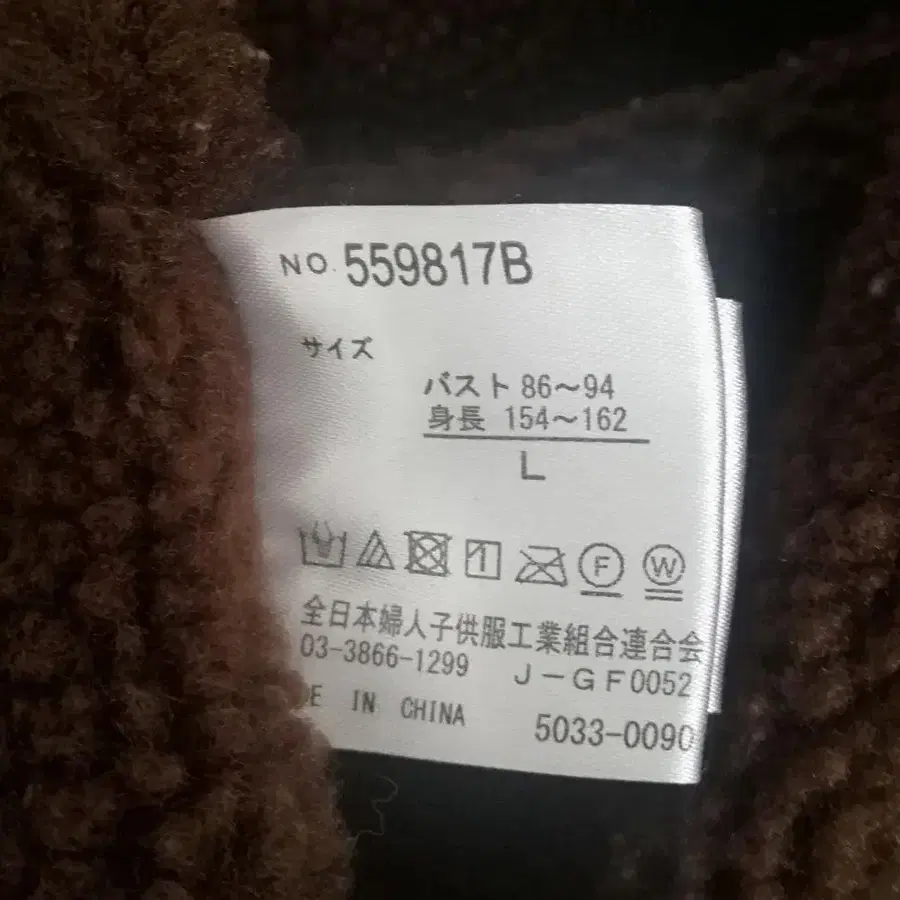 NO. 559817B
サイズ
バスト 86〜94
身長 154〜162
L
F W
全日本婦人子供服工業組合連合会
03-3866-1299 J-GF0052
E IN CHINA 5033-0090